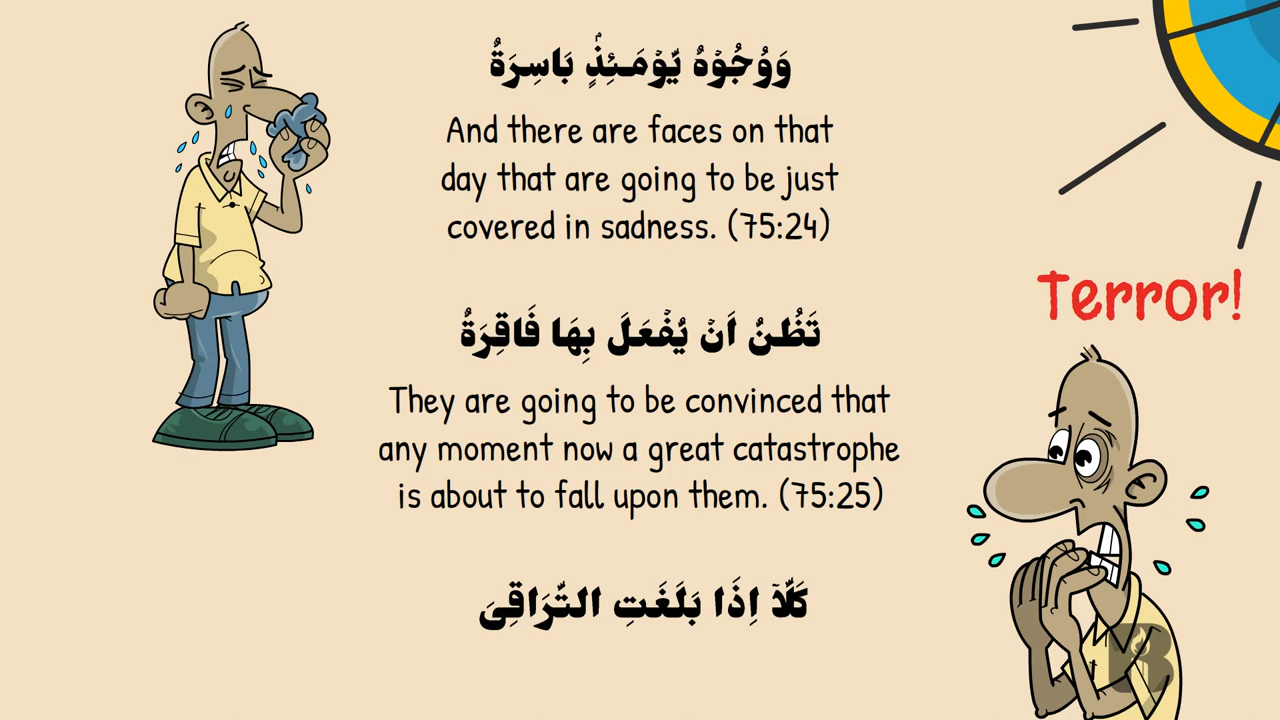 وَوُجُوۡهٌ يَّوۡمَـئِذٍۢ بَاسِرَةٌ
And there are faces on that
day that are going to be just
covered in sadness. (75:24)
تَظُنُّ اَنۡ يُّفۡعَلَ بِهَا فَاقِرَةٌ
Terror!
They are going to be convinced that
any moment now a great catastrophe
is about to fall upon them. (75:25)
كَلَّاۤ اِذَا بَلَغَتِ التَّرَاقِىَ